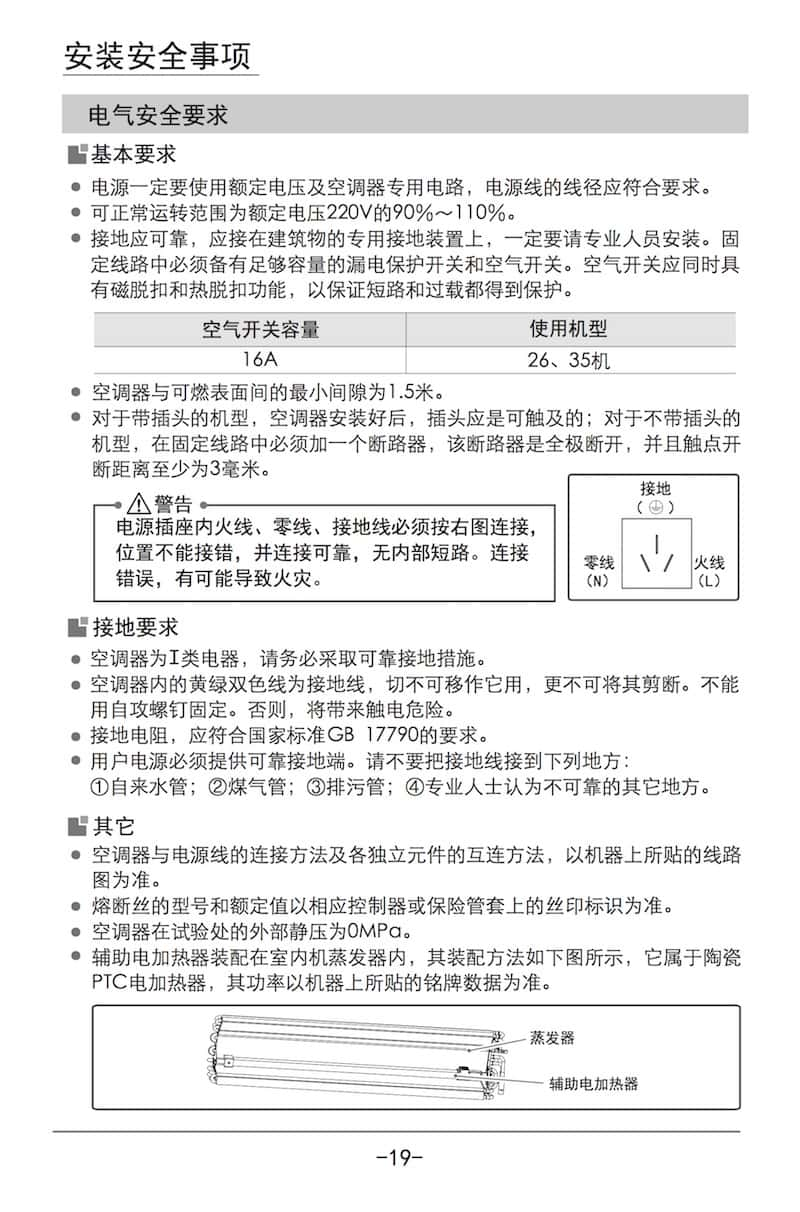 安装安全事项
电气安全要求
基本要求
● 电源一定要使用额定电压及空调器专用电路，电源线的线径应符合要求。
● 可正常运转范围为额定电压220V的90%～110%。
● 接地应可靠，应接在建筑物的专用接地装置上，一定要请专业人员安装。固
定线路中必须备有足够容量的漏电保护开关和空气开关。空气开关应同时具
有磁脱扣和热脱扣功能，以保证短路和过载都得到保护。
空气开关容量 使用机型
16A 26、35机
● 空调器与可燃表面间的最小间隙为1.5米。
● 对于带插头的机型，空调器安装好后，插头应是可触及的；对于不带插头的
机型，在固定线路中必须加一个断路器，该断路器是全极断开，并且触点开
断距离至少为3毫米。
警告
电源插座内火线、零线、接地线必须按右图连接，
位置不能接错，并连接可靠，无内部短路。连接
错误，有可能导致火灾。
接地
（⏚）
零线 火线
（N） （L）
接地要求
● 空调器为I类电器，请务必采取可靠接地措施。
● 空调器内的黄绿双色线为接地线，切不可移作它用，更不可将其剪断。不能
用自攻螺钉固定。否则，将带来触电危险。
● 接地电阻，应符合国家标准GB 17790的要求。
● 用户电源必须提供可靠接地端。请不要把接地线接到下列地方：
①自来水管；②煤气管；③排污管；④专业人士认为不可靠的其它地方。
其它
● 空调器与电源线的连接方法及各独立元件的互连方法，以机器上所贴的线路
图为准。
● 熔断丝的型号和额定值以相应控制器或保险管套上的丝印标识为准。
● 空调器在试验处的外部静压为0MPa。
● 辅助电加热器装配在室内机蒸发器内，其装配方法如下图所示，它属于陶瓷
PTC电加热器，其功率以机器上所贴的铭牌数据为准。
蒸发器
辅助电加热器
-19-